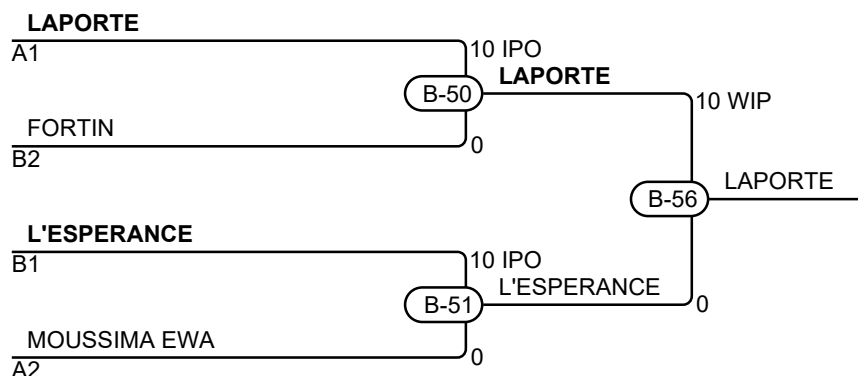 LAPORTE
A1
10 IPO
B-50
LAPORTE
FORTIN
B2
0
10 WIP
B-56
LAPORTE
L'ESPERANCE
B1
10 IPO
B-51
L'ESPERANCE
0
MOUSSIMA EWA
A2
0